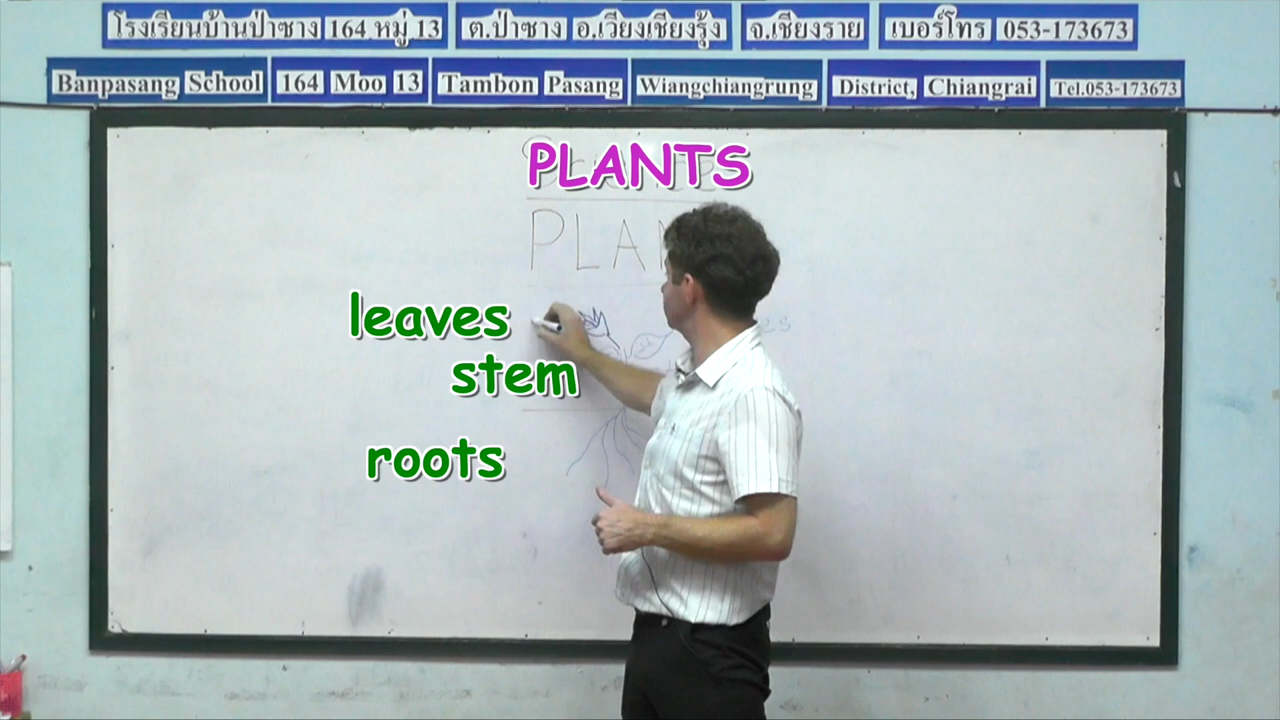 โรงเรียนบ้านป่าซาง 164 หมู่ 13 ต.ป่าซาง อ.เวียงเชียงรุ้ง จ.เชียงราย เบอร์โทร 053-173673
Banpasang School 164 Moo 13 Tambon Pasang Wiangchiangrung District, Chiangrai Tel.053-173673
PLANTS
PLAN
leaves
stem
roots